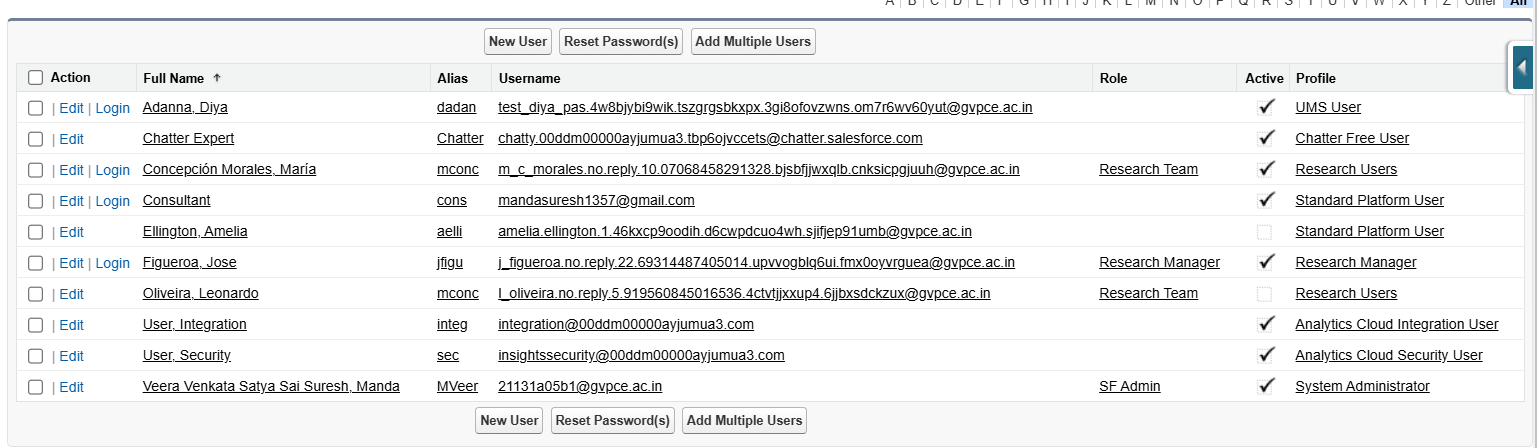 A | B | C | D | E | F | G | H | I | J | K | L | M | N | O | P | Q | R | S | T | U | V | W | X | Y | Z | Other | All
New User Reset Password(s) Add Multiple Users
Action Full Name ↑ Alias Username Role Active Profile
| Edit | Login Adanna, Diya dadan test_diya_pas.4w8bjybi9wik.tszgrgsbkxpx.3gi8ofovzwns.om7r6wv60yut@gvpce.ac.in UMS User
| Edit Chatter Expert Chatter chatty.00ddm00000ayjumua3.tbp6ojvccets@chatter.salesforce.com Chatter Free User
| Edit | Login Concepción Morales, María mconc m_c_morales.no.reply.10.07068458291328.bjsbfjjwxqlb.cnksicpgjuuh@gvpce.ac.in Research Team Research Users
| Edit | Login Consultant cons mandasuresh1357@gmail.com Standard Platform User
| Edit Ellington, Amelia aelli amelia.ellington.1.46kxcp9oodih.d6cwpdcuo4wh.sjifjep91umb@gvpce.ac.in Standard Platform User
| Edit | Login Figueroa, Jose jfigu j_figueroa.no.reply.22.69314487405014.upvvogblq6ui.fmx0oyvrguea@gvpce.ac.in Research Manager Research Manager
| Edit Oliveira, Leonardo mconc l_oliveira.no.reply.5.919560845016536.4ctvtjjxxup4.6jjbxsdckzux@gvpce.ac.in Research Team Research Users
| Edit User, Integration integ integration@00ddm00000ayjumua3.com Analytics Cloud Integration User
| Edit User, Security sec insightssecurity@00ddm00000ayjumua3.com Analytics Cloud Security User
| Edit Veera Venkata Satya Sai Suresh, Manda MVeer 21131a05b1@gvpce.ac.in SF Admin System Administrator
New User Reset Password(s) Add Multiple Users